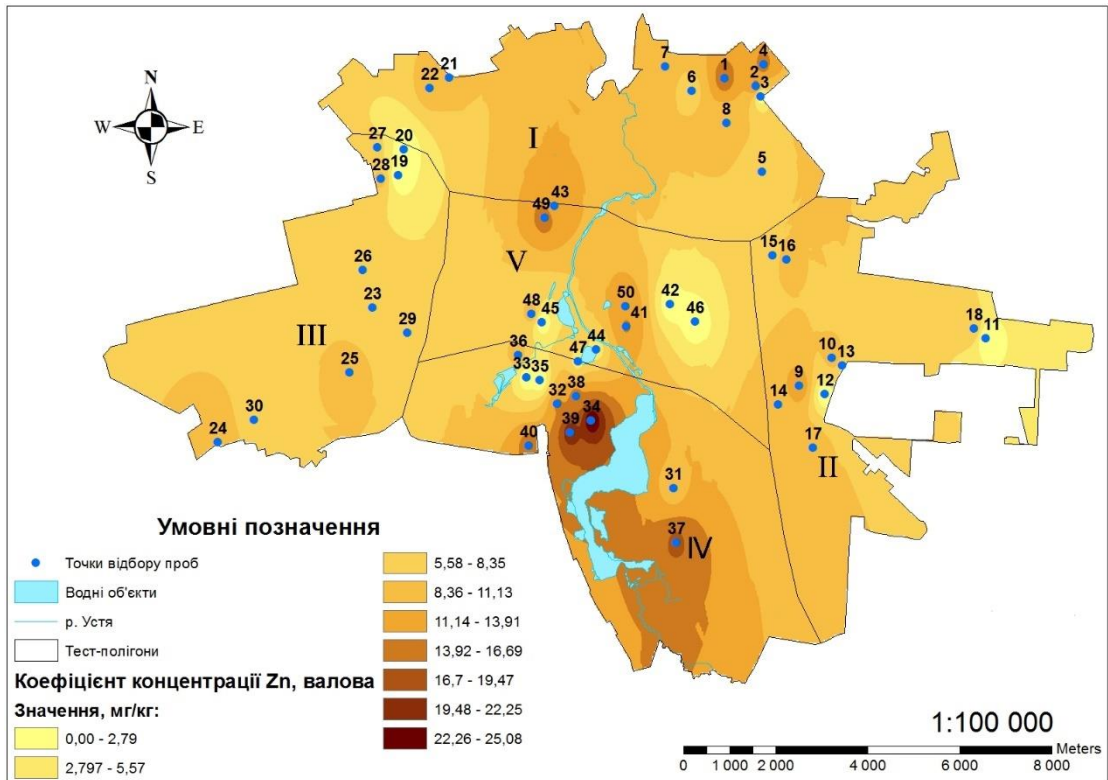 21
22
7
4
1
2
3
6
8
N
W E
S
27
20
28
19
I
5
43
49
15
16
V
26
23
29
48
45
50
41
42
46
18
11
III
25
36
47
44
10
13
33
35
9
12
14
32
38
34
39
30
24
40
17
II
31
37
IV
Умовні позначення
Точки відбору проб
Водні об'єкти
р. Устя
Тест-полігони
Коефіцієнт концентрації Zn, валова
Значення, мг/кг:
0,00 - 2,79
2,797 - 5,57
5,58 - 8,35
8,36 - 11,13
11,14 - 13,91
13,92 - 16,69
16,7 - 19,47
19,48 - 22,25
22,26 - 25,08
1:100 000
Meters
0 1 000 2 000 4 000 6 000 8 000